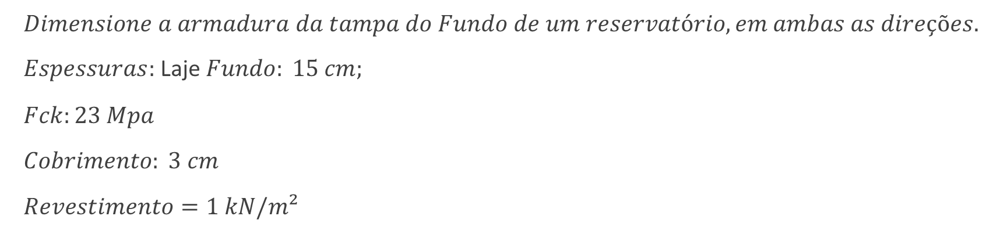 Dimensione a armadura da tampa do Fundo de um reservatório, em ambas as direções.
Espessuras: Laje Fundo: 15 cm;
Fck: 23 Mpa
Cobrimento: 3 cm
Revestimento = 1 kN/m²